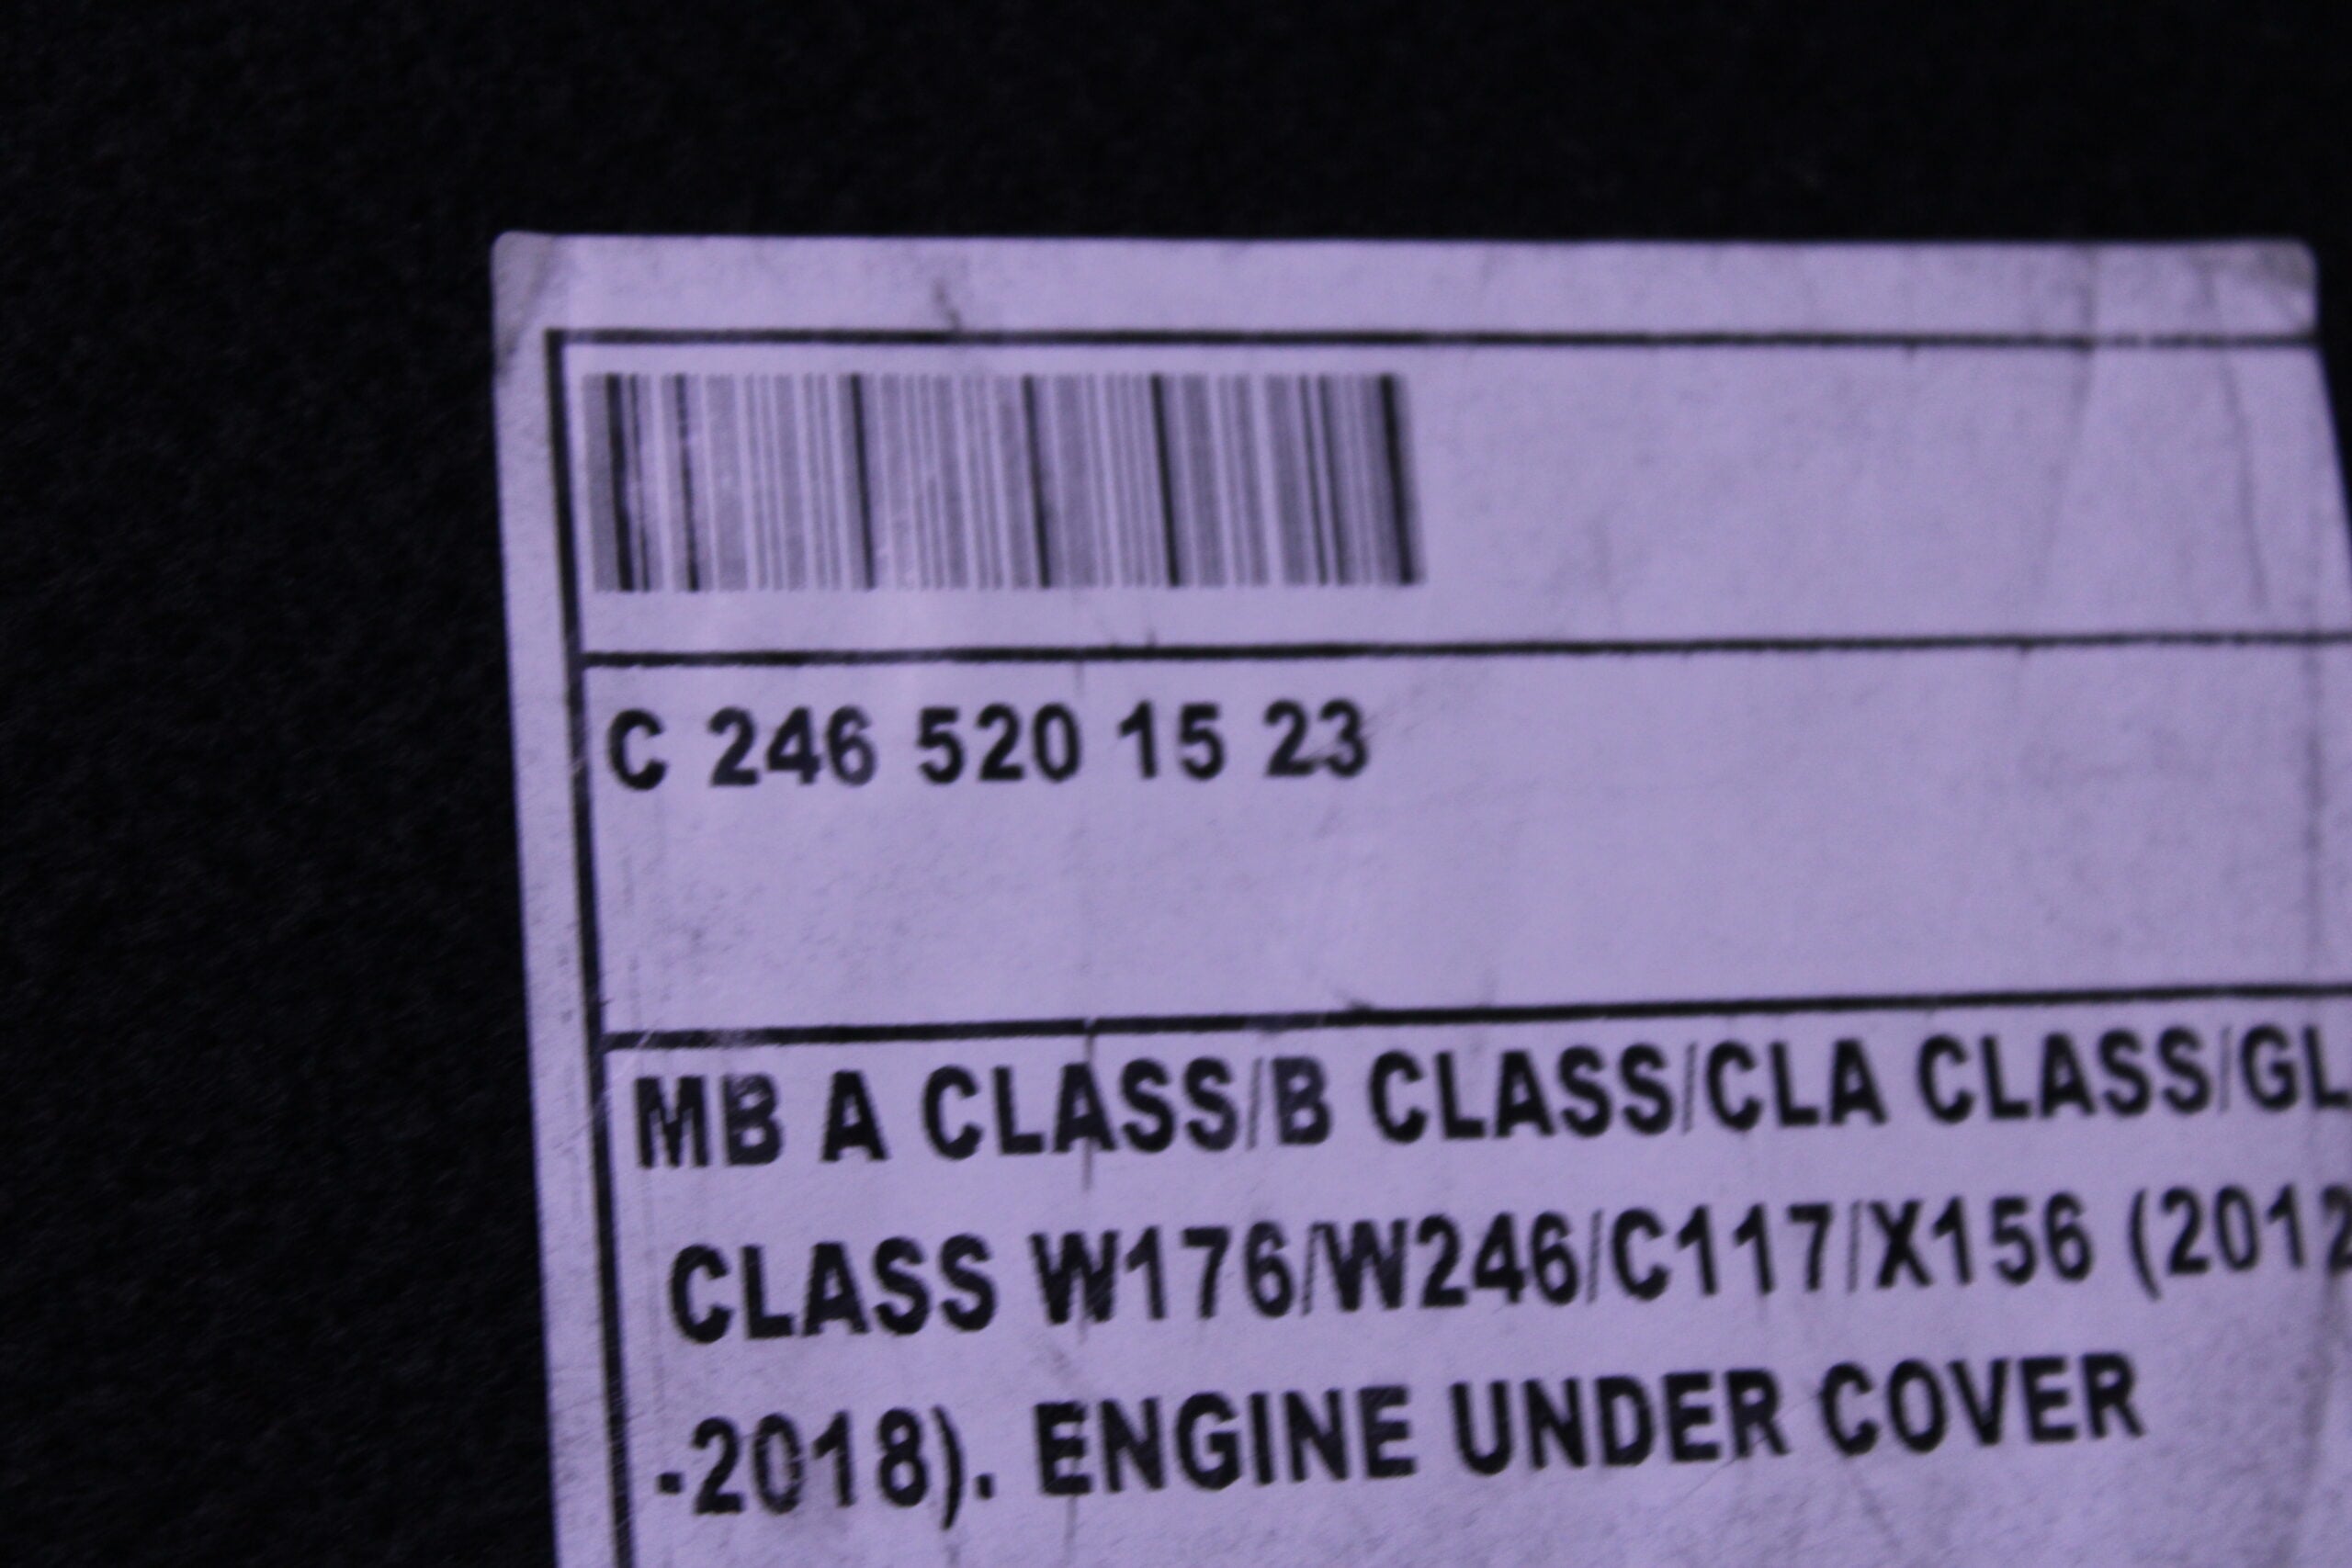 C 246 520 15 23
MB A CLASS/B CLASS/CLA CLASS/GL
CLASS W176/W246/C117/X156 (2012
-2018). ENGINE UNDER COVER